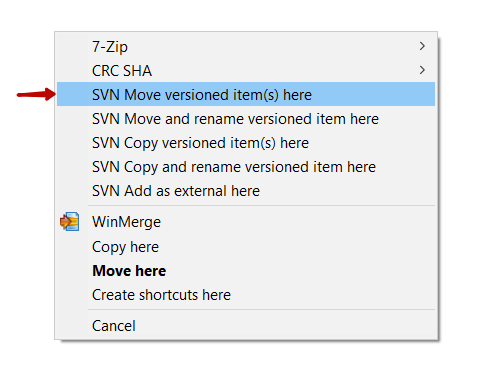 7-Zip
CRC SHA
SVN Move versioned item(s) here
SVN Move and rename versioned item here
SVN Copy versioned item(s) here
SVN Copy and rename versioned item here
SVN Add as external here
WinMerge
Copy here
Move here
Create shortcuts here
Cancel